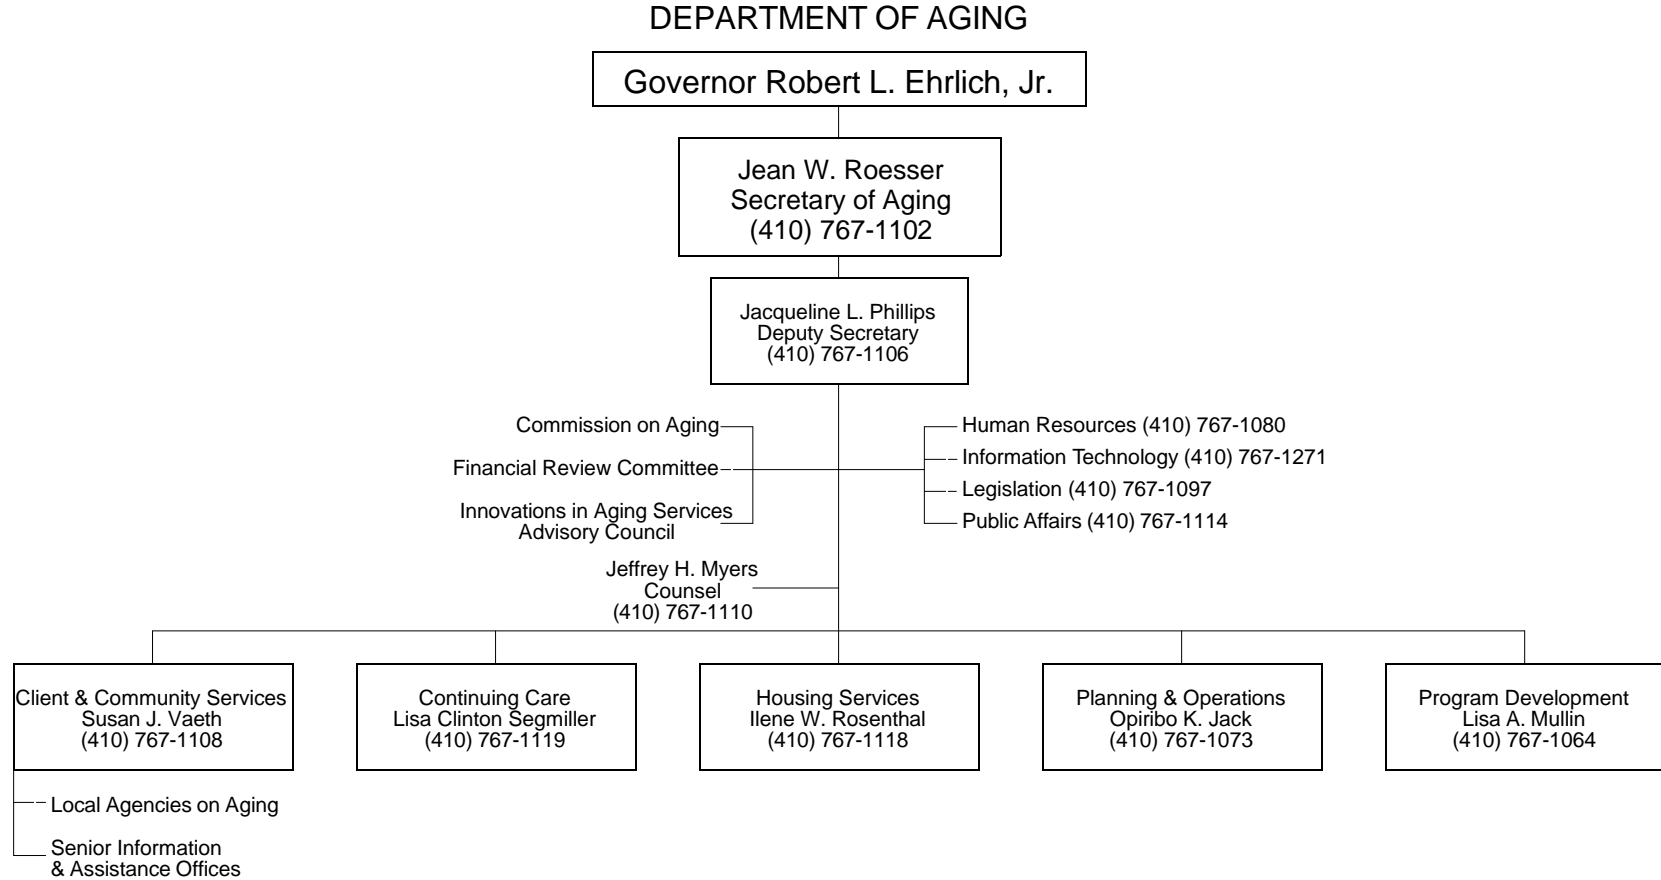 DEPARTMENT OF AGING
Governor Robert L. Ehrlich, Jr.
Jean W. Roesser
Secretary of Aging
(410) 767-1102
Jacqueline L. Phillips
Deputy Secretary
(410) 767-1106
Commission on Aging
Financial Review Committee
Innovations in Aging Services
Advisory Council
Human Resources (410) 767-1080
Information Technology (410) 767-1271
Legislation (410) 767-1097
Public Affairs (410) 767-1114
Jeffrey H. Myers
Counsel
(410) 767-1110
Client & Community Services
Susan J. Vaeth
(410) 767-1108
Continuing Care
Lisa Clinton Segmiller
(410) 767-1119
Housing Services
Ilene W. Rosenthal
(410) 767-1118
Planning & Operations
Opiribo K. Jack
(410) 767-1073
Program Development
Lisa A. Mullin
(410) 767-1064
Local Agencies on Aging
Senior Information
& Assistance Offices